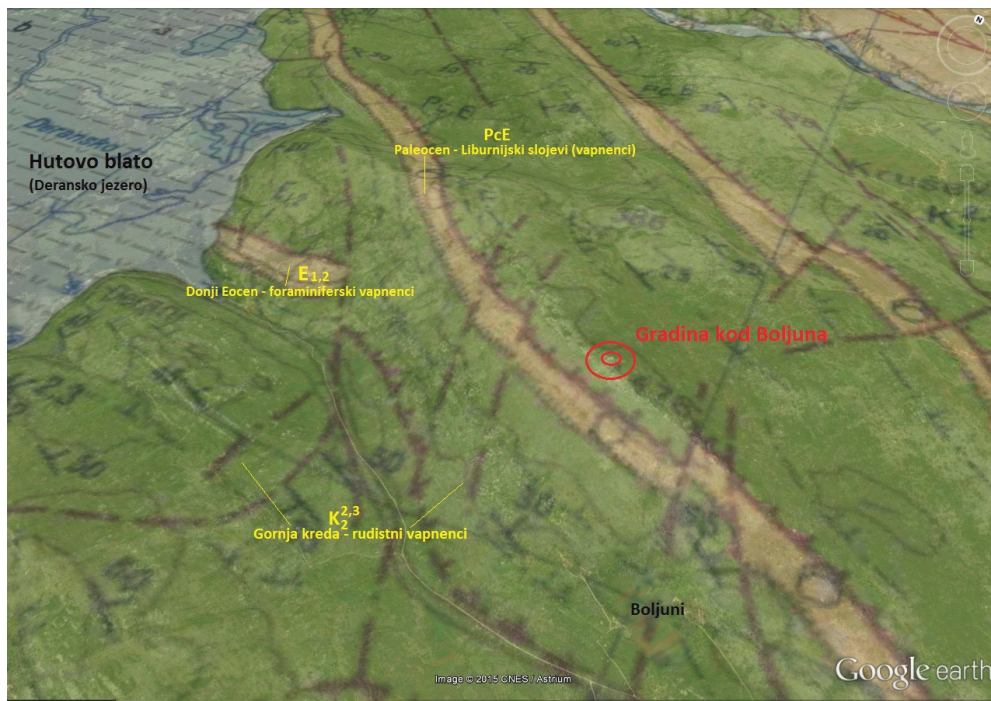 Deransko
PcE
Paleocen - Liburnijski slojevi (vapnenci)
Hutovo blato
(Deransko jezero)
E1,2
Donji Eocen - foraminiferski vapnenci
Gradina kod Boljuna
K2 2,3
Gornja kreda - rudistni vapnenci
Boljuni
Image © 2015 CNES / Astrium
Google earth
N